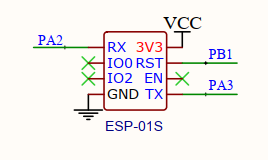 VCC
PA2 RX 3V3
IO0 RST PB1
IO2 EN
GND TX PA3
ESP-01S